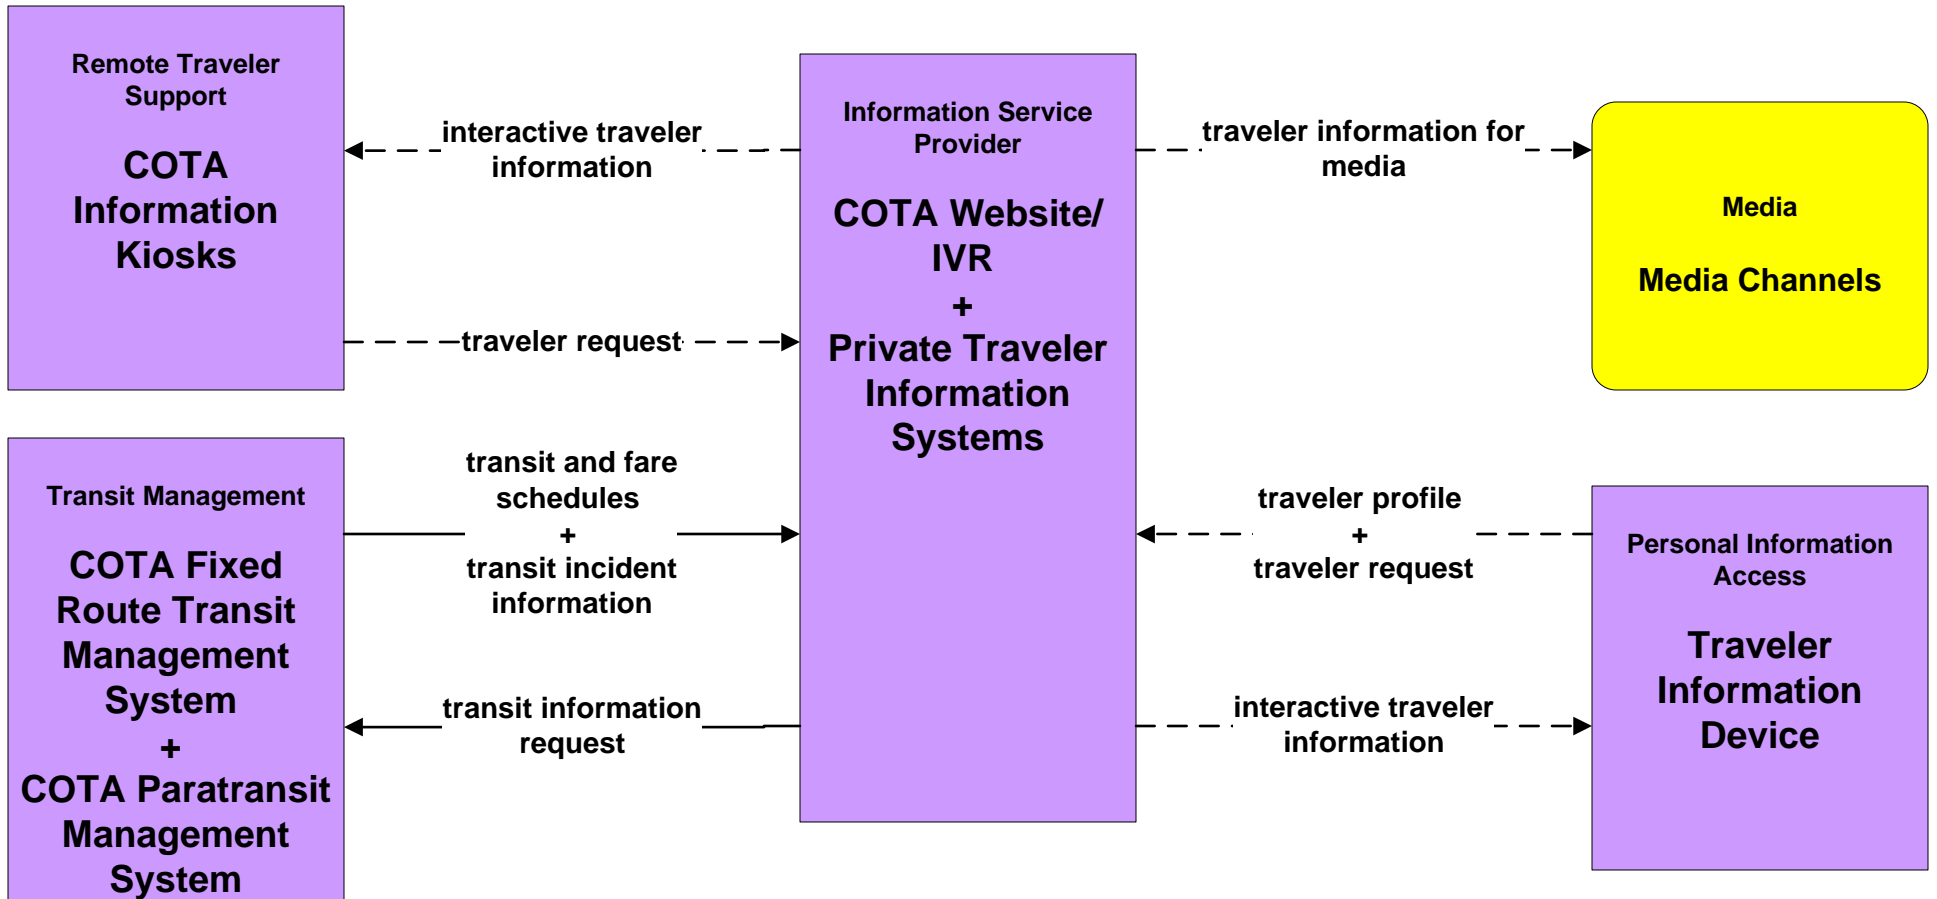 Remote Traveler
Support
COTA
Information
Kiosks
interactive traveler
information
traveler request
Information Service
Provider
COTA Website/
IVR
+
Private Traveler
Information
Systems
traveler information for
media
Media
Media Channels
Transit Management
COTA Fixed
Route Transit
Management
System
+
COTA Paratransit
Management
System
transit and fare
schedules
+
transit incident
information
transit information
request
traveler profile
+
traveler request
interactive traveler
information
Personal Information
Access
Traveler
Information
Device